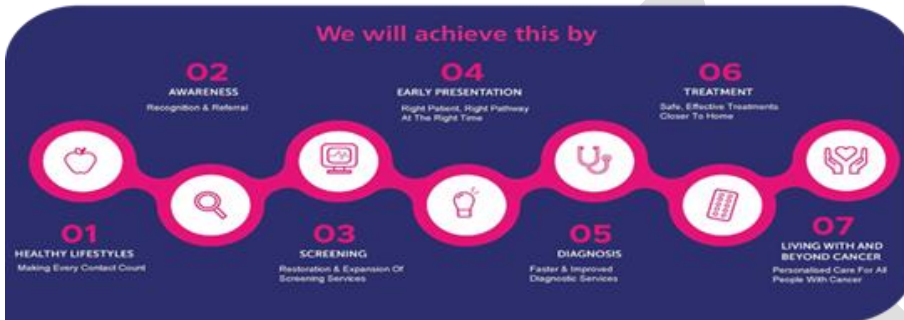 We will achieve this by
02
AWARENESS
Recognition & Referral
04
EARLY PRESENTATION
Right Patient, Right Pathway
At The Right Time
06
TREATMENT
Safe, Effective Treatments
Closer To Home
01
HEALTHY LIFESTYLES
Making Every Contact Count
03
SCREENING
Restoration & Expansion Of
Screening Services
05
DIAGNOSIS
Faster & Improved
Diagnostic Services
07
LIVING WITH AND
BEYOND CANCER
Personalised Care For All
People With Cancer